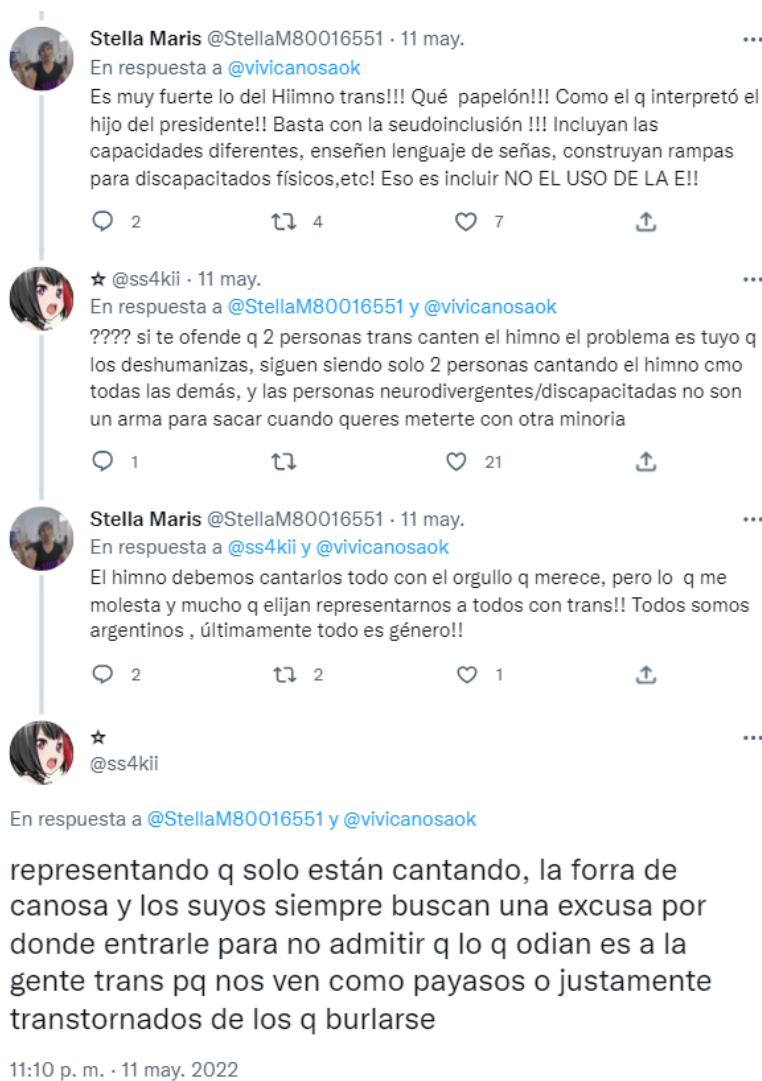 Stella Maris @StellaM80016551 · 11 may.
En respuesta a @vivicanosaok
Es muy fuerte lo del Hiimno trans!!! Qué papelón!!! Como el q interpretó el
hijo del presidente!! Basta con la seudoinclusión !!! Incluyan las
capacidades diferentes, enseñen lenguaje de señas, construyan rampas
para discapacitados físicos,etc! Eso es incluir NO EL USO DE LA E!!
2 4 7
☆ @ss4kii · 11 may.
En respuesta a @StellaM80016551 y @vivicanosaok
???? si te ofende q 2 personas trans canten el himno el problema es tuyo q
los deshumanizas, siguen siendo solo 2 personas cantando el himno cmo
todas las demás, y las personas neurodivergentes/discapacitadas no son
un arma para sacar cuando queres meterte con otra minoria
1 21
Stella Maris @StellaM80016551 · 11 may.
En respuesta a @ss4kii y @vivicanosaok
El himno debemos cantarlos todo con el orgullo q merece, pero lo q me
molesta y mucho q elijan representarnos a todos con trans!! Todos somos
argentinos , últimamente todo es género!!
2 2 1
☆
@ss4kii
En respuesta a @StellaM80016551 y @vivicanosaok
representando q solo están cantando, la forra de
canosa y los suyos siempre buscan una excusa por
donde entrarle para no admitir q lo q odian es a la
gente trans pq nos ven como payasos o justamente
transtornados de los q burlarse
11:10 p. m. · 11 may. 2022